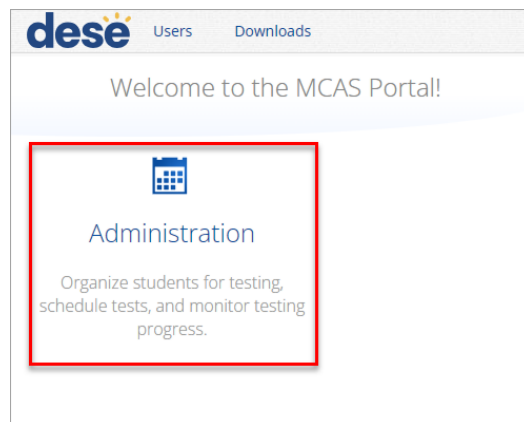 dese Users Downloads
Welcome to the MCAS Portal!
Administration
Organize students for testing,
schedule tests, and monitor testing
progress.